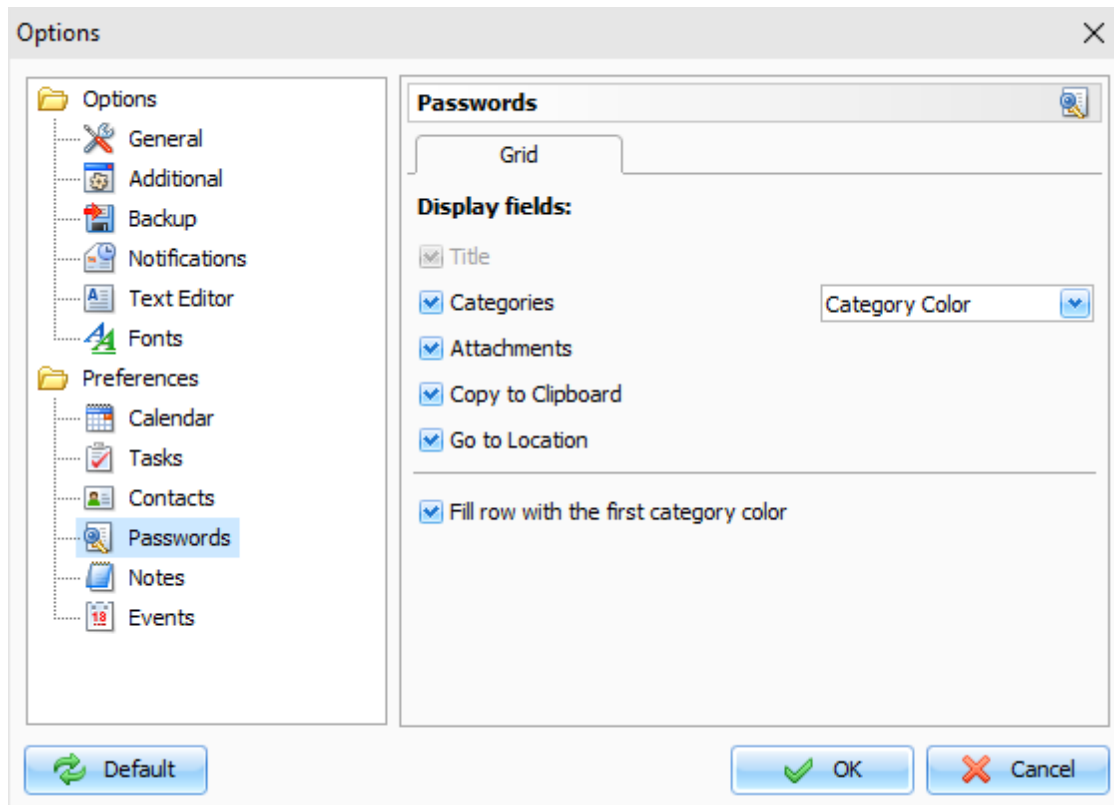 Options
Options
General
Additional
Backup
Notifications
Text Editor
Fonts
Preferences
Calendar
Tasks
Contacts
Passwords
Notes
Events
Passwords
Grid
Display fields:
Title
Categories
Category Color
Attachments
Copy to Clipboard
Go to Location
Fill row with the first category color
Default
OK
Cancel